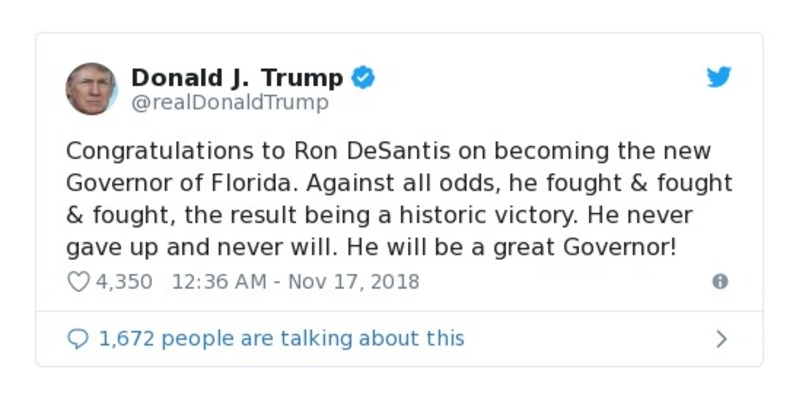 Donald J. Trump
@realDonaldTrump
Congratulations to Ron DeSantis on becoming the new
Governor of Florida. Against all odds, he fought & fought
& fought, the result being a historic victory. He never
gave up and never will. He will be a great Governor!
4,350 12:36 AM - Nov 17, 2018
1,672 people are talking about this